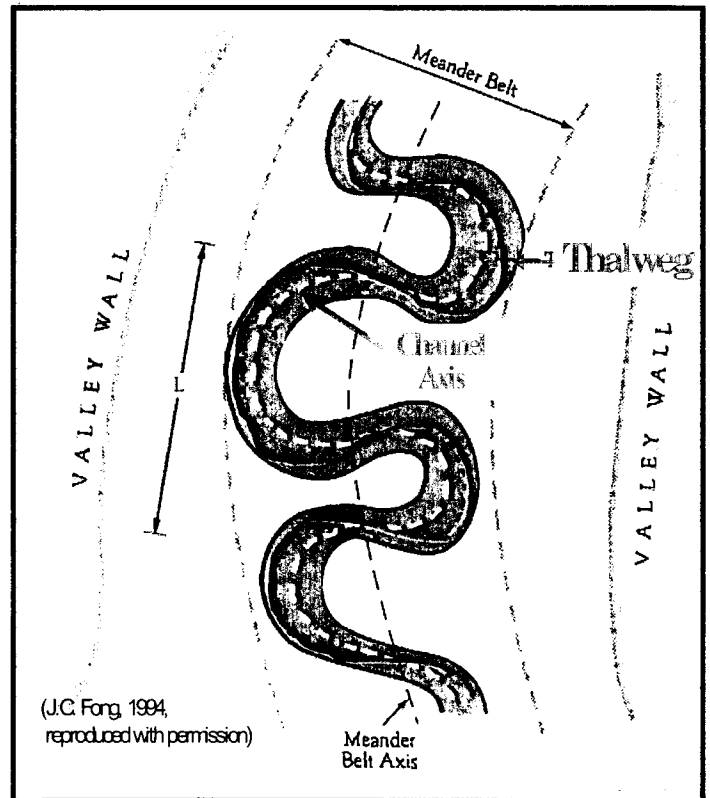 Meander Belt
Thalweg
VALLEY WALL
Channel
Axis
L
VALLEY WALL
(J.C. Fong, 1994,
reproduced with permission)
Meander
Belt Axis